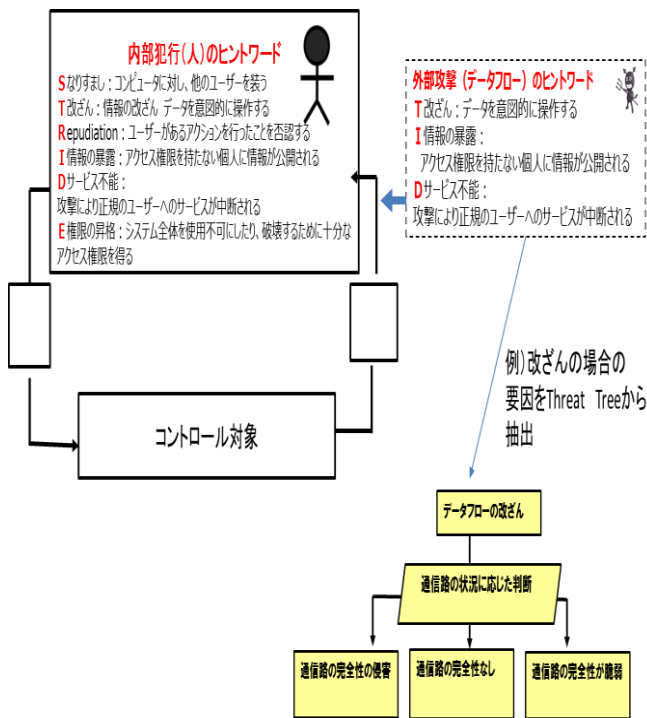 内部犯行(人)のヒントワード
Sなりすまし：コンピュータに対し、他のユーザーを装う
T改ざん：情報の改ざん データを意図的に操作する
Repudiation：ユーザーがあるアクションを行ったことを否認する
I情報の暴露：アクセス権限を持たない個人に情報が公開される
Dサービス不能：
攻撃により正規のユーザーへのサービスが中断される
E権限の昇格：システム全体を使用不可にしたり、破壊するために十分な
アクセス権限を得る
外部攻撃（データフロー）のヒントワード
T改ざん：データを意図的に操作する
I情報の暴露：
アクセス権限を持たない個人に情報が公開される
Dサービス不能：
攻撃により正規のユーザーへのサービスが中断される
コントロール対象
例)改ざんの場合の
要因をThreat Treeから
抽出
データフローの改ざん
通信路の状況に応じた判断
通信路の完全性の侵害
通信路の完全性なし
通信路の完全性が脆弱